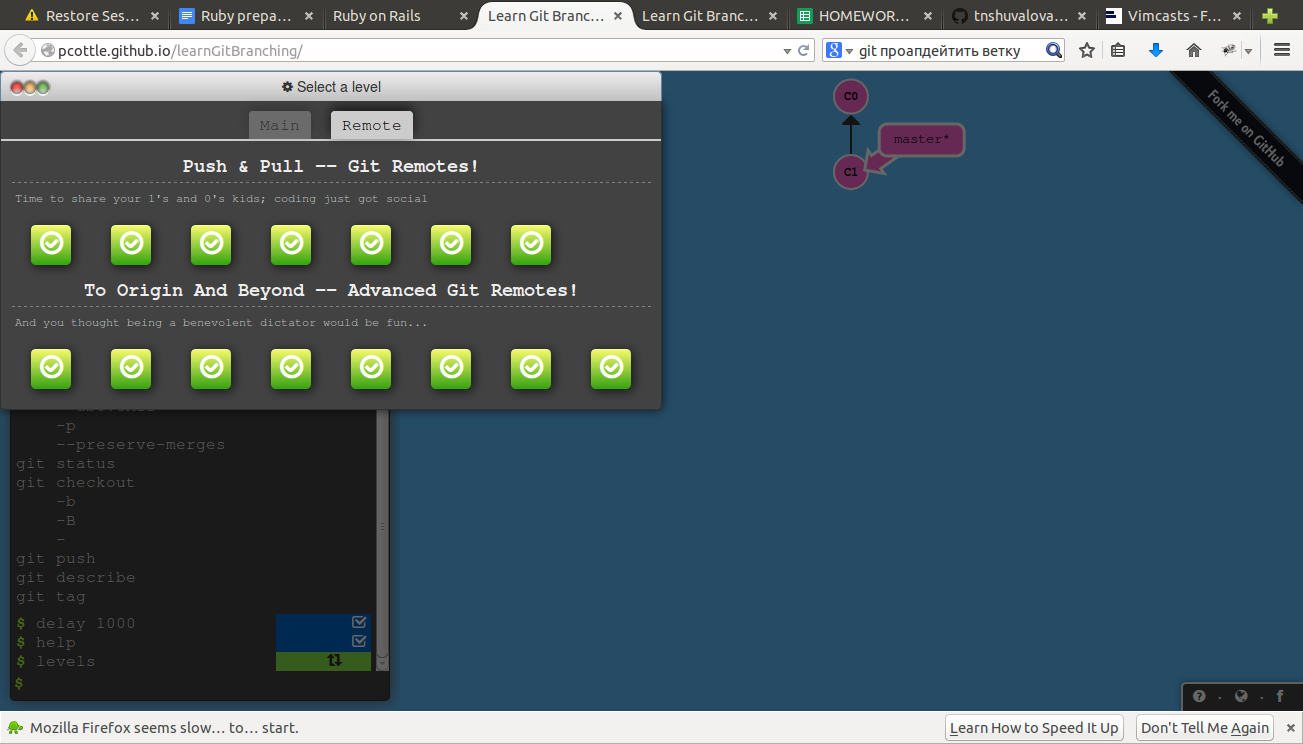 Restore Ses...
Ruby prepa...
Ruby on Rails
Learn Git Branc...
Learn Git Branc...
HOMEWOR...
tnshuvalova...
Vimcasts - F...
pcottle.github.io/learnGitBranching/
git проапдейтить ветку
Select a level
Main
Remote
Push & Pull -- Git Remotes!
Time to share your 1's and 0's kids; coding just got social
To Origin And Beyond -- Advanced Git Remotes!
And you thought being a benevolent dictator would be fun...
-p
--preserve-merges
git status
git checkout
-b
-B
-
git push
git describe
git tag
$ delay 1000
$ help
$ levels
$
C0
master*
C1
Fork me on GitHub
Mozilla Firefox seems slow... to... start.
Learn How to Speed It Up
Don't Tell Me Again